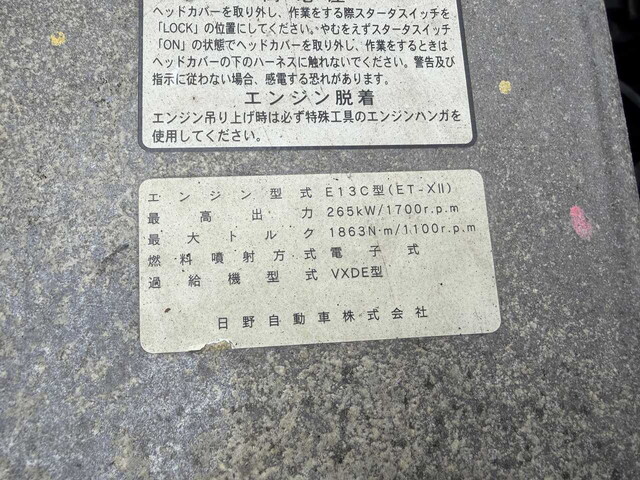 ヘッドカバーを取り外し、作業をする際スタータスイッチを
「LOCK」の位置にしてください。やむをえずスタータスイッチ
「ON」の状態でヘッドカバーを取り外し、作業をするときは
ヘッドカバーの下のハーネスに触れないでください。警告及び
指示に従わない場合、感電する恐れがあります。
エンジン脱着
エンジン吊り上げ時は必ず特殊工具のエンジンハンガを
使用してください。
エンジン型式 E13C型(ET-XII)
最高出力 265kW/1700r.p.m
最大トルク 1863N·m/1100r.p.m
燃料噴射方式 電子式
過給機型式 VXDE型
日野自動車株式会社